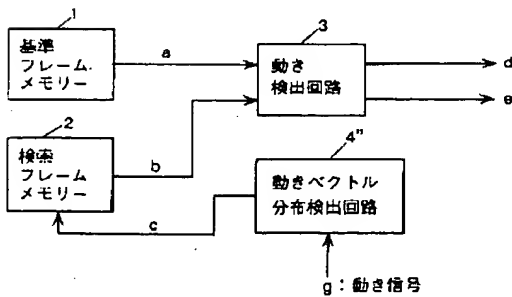 1
基準
フレーム
メモリー
a
3
動き
検出回路
d
e
2
検索
フレーム
メモリー
b
4"
動きベクトル
分布検出回路
c
g：動き信号